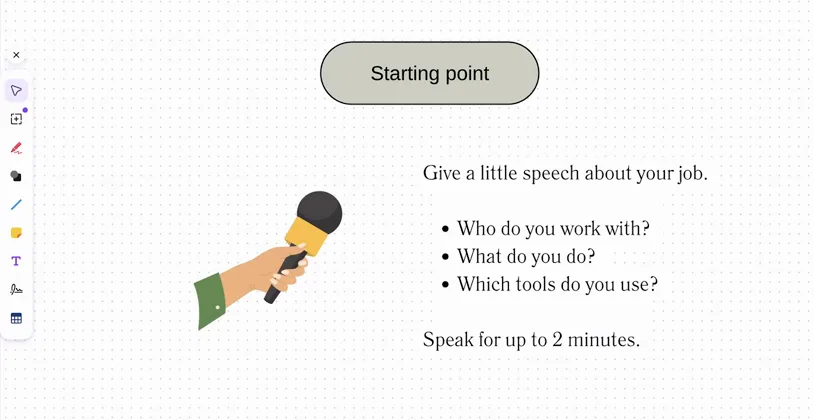 Starting point
Give a little speech about your job.
• Who do you work with?
• What do you do?
• Which tools do you use?
Speak for up to 2 minutes.